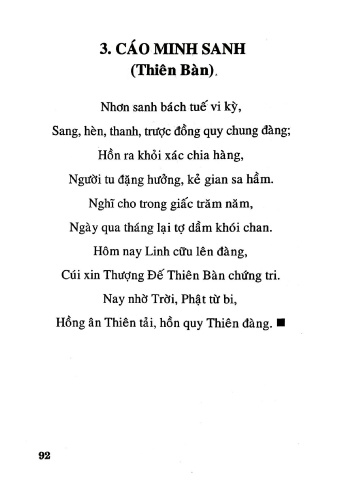 3. CÁO MINH SANH
(Thiên Bàn).
Nhơn sanh bách tuế vi kỳ,
Sang, hèn, thanh, trược đồng quy chung đàng;
Hồn ra khỏi xác chia hàng,
Người tu đặng hưởng, kẻ gian sa hầm.
Nghĩ cho trong giấc trăm năm,
Ngày qua tháng lại tợ dầm khói chan.
Hôm nay Linh cữu lên đàng,
Cúi xin Thượng Đế Thiên Bàn chứng tri.
Nay nhờ Trời, Phật từ bi,
Hồng ân Thiên tải, hồn quy Thiên đàng. ■
92